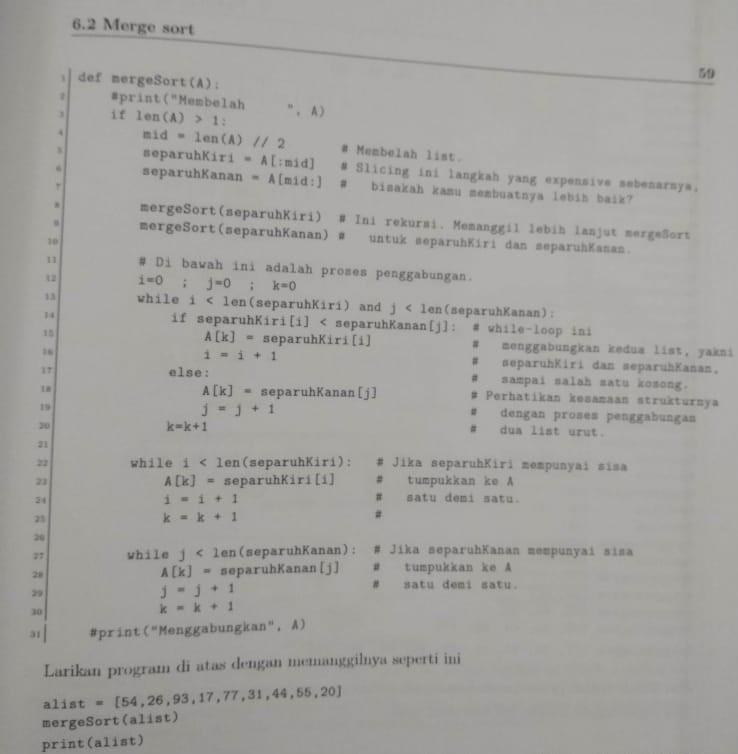 6.2 Merge sort
59
1 def mergeSort(A):
2     #print("Membelah      ", A)
3     if len(A) > 1:
4         mid = len(A) // 2        # Membelah list.
5         separuhKiri = A[:mid]    # Slicing ini langkah yang expensive sebenarnya,
6         separuhKanan = A[mid:]   #   bisakah kamu membuatnya lebih baik?
7
8         mergeSort(separuhKiri)   # Ini rekursi. Memanggil lebih lanjut mergeSort
9         mergeSort(separuhKanan)  #   untuk separuhKiri dan separuhKanan.
10
11         # Di bawah ini adalah proses penggabungan.
12         i=0  ;  j=0  ;  k=0
13         while i < len(separuhKiri) and j < len(separuhKanan):
14             if separuhKiri[i] < separuhKanan[j]:  # while-loop ini
15                 A[k] = separuhKiri[i]             #   menggabungkan kedua list, yakni
16                 i = i + 1                         #   separuhKiri dan separuhKanan,
17             else:                                 #   sampai salah satu kosong.
18                 A[k] = separuhKanan[j]            # Perhatikan kesamaan strukturnya
19                 j = j + 1                         #   dengan proses penggabungan
20             k=k+1                                 #   dua list urut.
21
22         while i < len(separuhKiri):   # Jika separuhKiri mempunyai sisa
23             A[k] = separuhKiri[i]     #   tumpukkan ke A
24             i = i + 1                 #   satu demi satu.
25             k = k + 1                 #
26
27         while j < len(separuhKanan):  # Jika separuhKanan mempunyai sisa
28             A[k] = separuhKanan[j]    #   tumpukkan ke A
29             j = j + 1                 #   satu demi satu.
30             k = k + 1
31     #print("Menggabungkan", A)
Larikan program di atas dengan memanggilnya seperti ini
alist = [54,26,93,17,77,31,44,55,20]
mergeSort(alist)
print(alist)